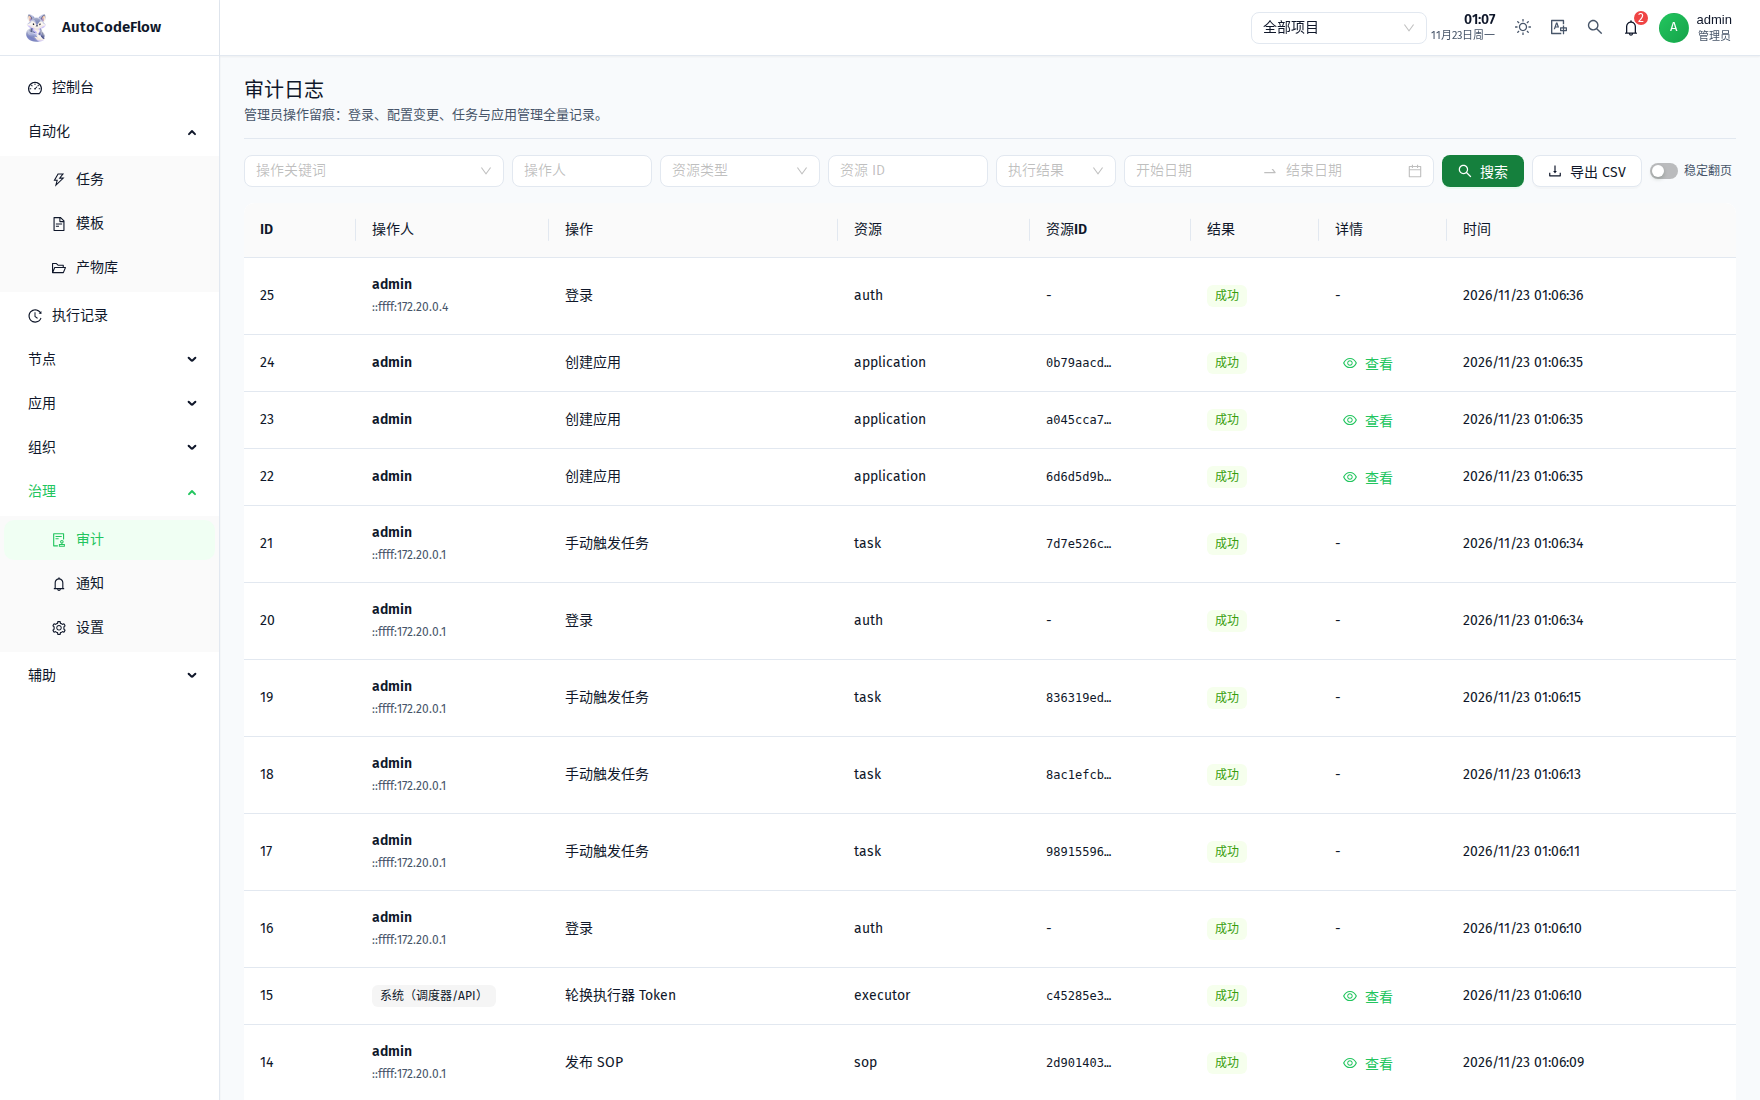 AutoCodeFlow
全部项目
01:07
11月23日周一
2
A
admin
管理员
控制台
自动化
任务
模板
产物库
执行记录
节点
应用
组织
治理
审计
通知
设置
辅助
审计日志
管理员操作留痕：登录、配置变更、任务与应用管理全量记录。
操作关键词 操作人 资源类型 资源 ID 执行结果 开始日期 结束日期 搜索 导出 CSV 稳定翻页
ID 操作人 操作 资源 资源ID 结果 详情 时间
25 admin 登录 auth - 成功 - 2026/11/23 01:06:36
::ffff:172.20.0.4
24 admin 创建应用 application 0b79aacd… 成功 查看 2026/11/23 01:06:35
23 admin 创建应用 application a045cca7… 成功 查看 2026/11/23 01:06:35
22 admin 创建应用 application 6d6d5d9b… 成功 查看 2026/11/23 01:06:35
21 admin 手动触发任务 task 7d7e526c… 成功 - 2026/11/23 01:06:34
::ffff:172.20.0.1
20 admin 登录 auth - 成功 - 2026/11/23 01:06:34
::ffff:172.20.0.1
19 admin 手动触发任务 task 836319ed… 成功 - 2026/11/23 01:06:15
::ffff:172.20.0.1
18 admin 手动触发任务 task 8ac1efcb… 成功 - 2026/11/23 01:06:13
::ffff:172.20.0.1
17 admin 手动触发任务 task 98915596… 成功 - 2026/11/23 01:06:11
::ffff:172.20.0.1
16 admin 登录 auth - 成功 - 2026/11/23 01:06:10
::ffff:172.20.0.1
15 系统（调度器/API） 轮换执行器 Token executor c45285e3… 成功 查看 2026/11/23 01:06:10
14 admin 发布 SOP sop 2d901403… 成功 查看 2026/11/23 01:06:09
::ffff:172.20.0.1